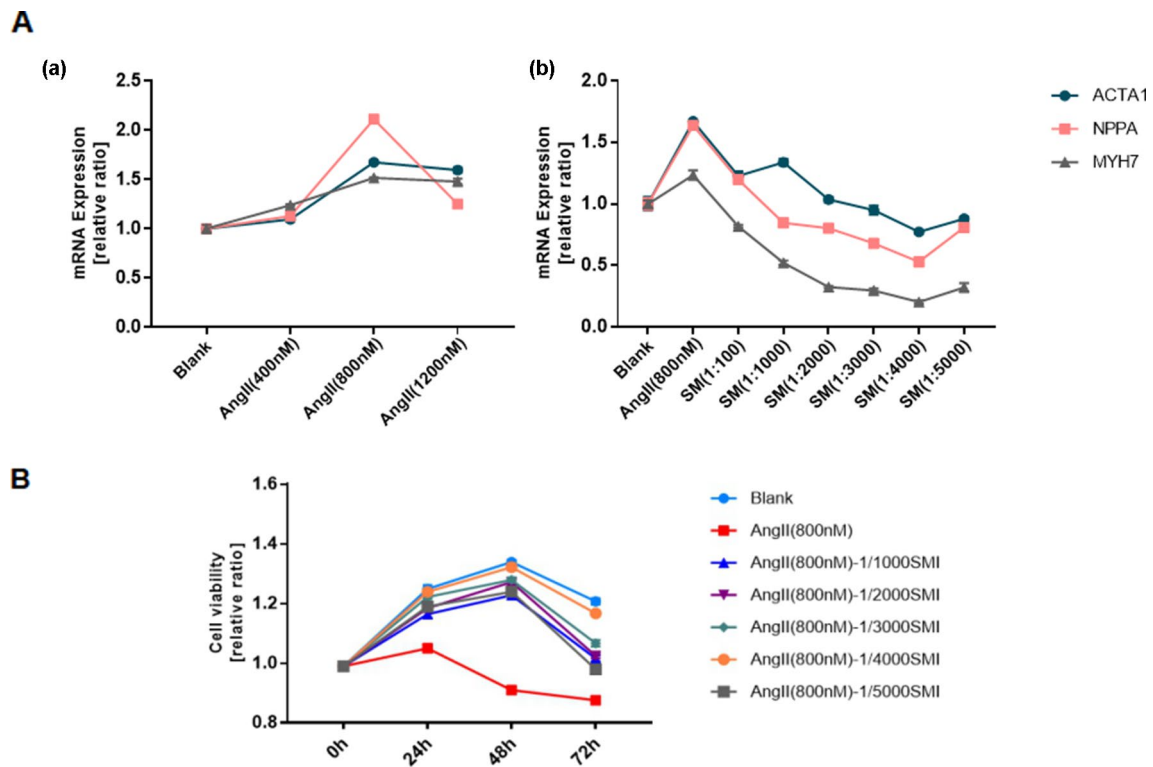 A
(a)
mRNA Expression
[relative ratio]
2.5
2.0
1.5
1.0
0.5
0.0
Blank
AngII(400nM)
AngII(800nM)
AngII(1200nM)
(b)
mRNA Expression
[relative ratio]
2.0
1.5
1.0
0.5
0.0
Blank
AngII(800nM)
SM(1:100)
SM(1:1000)
SM(1:2000)
SM(1:3000)
SM(1:4000)
SM(1:5000)
ACTA1
NPPA
MYH7
B
Cell viability
[relative ratio]
1.6
1.4
1.2
1.0
0.8
0h
24h
48h
72h
Blank
AngII(800nM)
AngII(800nM)-1/1000SMI
AngII(800nM)-1/2000SMI
AngII(800nM)-1/3000SMI
AngII(800nM)-1/4000SMI
AngII(800nM)-1/5000SMI